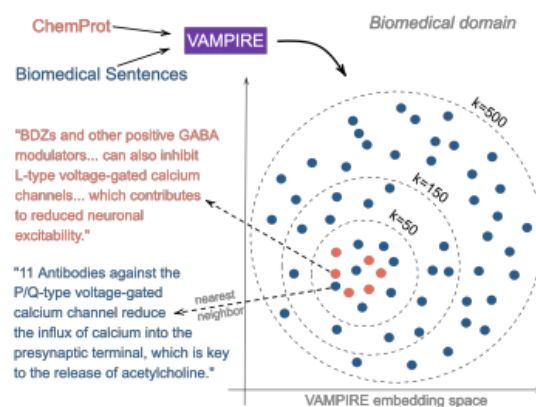 ChemProt
VAMPIRE
Biomedical domain
Biomedical Sentences
"BDZs and other positive GABA
modulators... can also inhibit
L-type voltage-gated calcium
channels... which contributes
to reduced neuronal
excitability."
k=500
k=150
k=50
"11 Antibodies against the
P/Q-type voltage-gated
calcium channel reduce
the influx of calcium into the
presynaptic terminal, which is key
to the release of acetylcholine."
nearest
neighbor
VAMPIRE embedding space